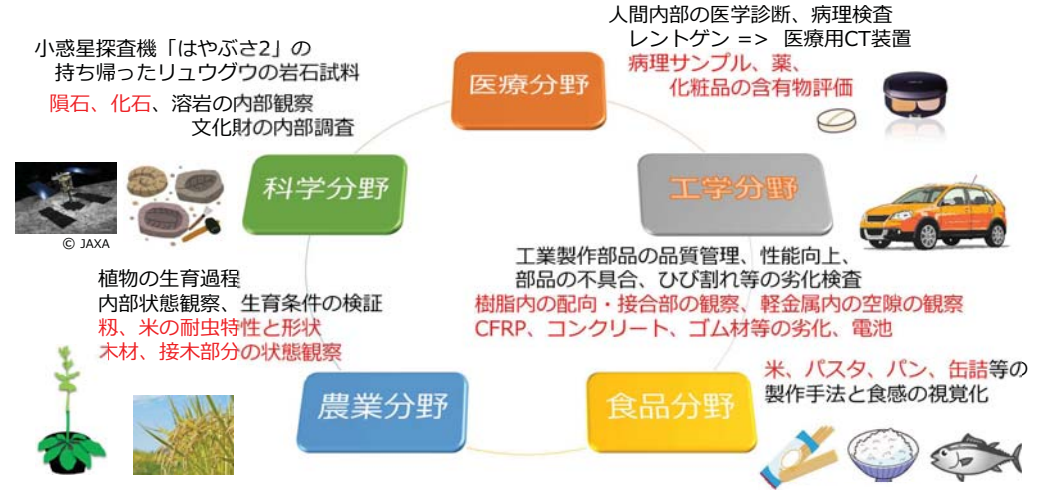 人間内部の医学診断、病理検査
レントゲン => 医療用CT装置
病理サンプル、薬、
化粧品の含有物評価
医療分野
小惑星探査機「はやぶさ2」の
持ち帰ったリュウグウの岩石試料
隕石、化石、溶岩の内部観察
文化財の内部調査
科学分野
© JAXA
工学分野
工業製作部品の品質管理、性能向上、
部品の不具合、ひび割れ等の劣化検査
樹脂内の配向・接合部の観察、軽金属内の空隙の観察
CFRP、コンクリート、ゴム材等の劣化、電池
植物の生育過程
内部状態観察、生育条件の検証
籾、米の耐虫特性と形状
木材、接木部分の状態観察
農業分野
食品分野
米、パスタ、パン、缶詰等の
製作手法と食感の視覚化